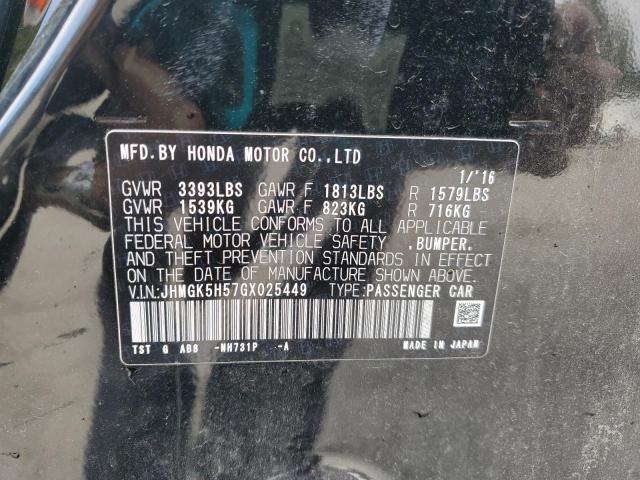 MFD.BY HONDA MOTOR CO.,LTD
1/'16
GVWR 3393LBS GAWR F 1813LBS R 1579LBS
GVWR 1539KG GAWR F 823KG R 716KG
THIS VEHICLE CONFORMS TO ALL APPLICABLE
FEDERAL MOTOR VEHICLE SAFETY .BUMPER.
AND THEFT PREVENTION STANDARDS IN EFFECT
ON THE DATE OF MANUFACTURE SHOWN ABOVE.
V.IN.:JHMGK5H57GX025449 TYPE:PASSENGER CAR
TST G AB8 -NH731P -A MADE IN JAPAN